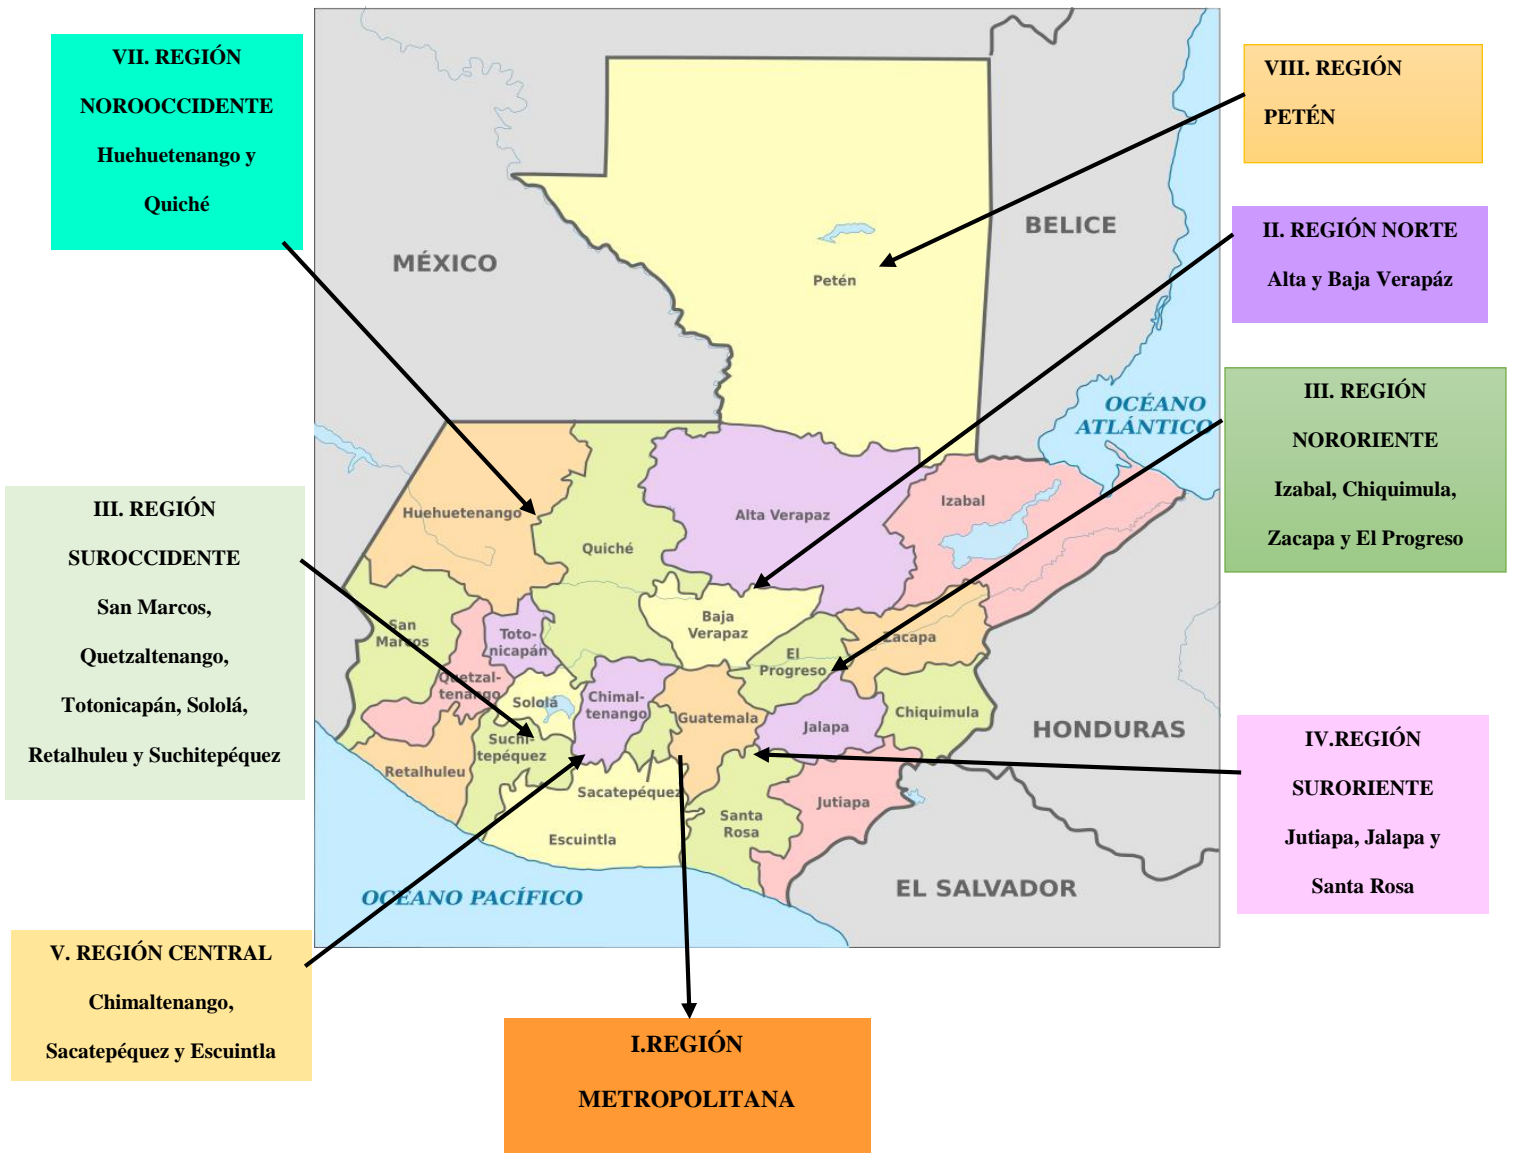 VII. REGIÓN
NOROOCCIDENTE
Huehuetenango y
Quiché
VIII. REGIÓN
PETÉN
II. REGIÓN NORTE
Alta y Baja Verapáz
III. REGIÓN
NORORIENTE
Izabal, Chiquimula,
Zacapa y El Progreso
III. REGIÓN
SUROCCIDENTE
San Marcos,
Quetzaltenango,
Totonicapán, Sololá,
Retalhuleu y Suchitepéquez
IV.REGIÓN
SURORIENTE
Jutiapa, Jalapa y
Santa Rosa
V. REGIÓN CENTRAL
Chimaltenango,
Sacatepéquez y Escuintla
I.REGIÓN
METROPOLITANA
MÉXICO
BELICE
Petén
OCÉANO
ATLÁNTICO
Huehuetenango
Quiché
Alta Verapaz
Izabal
San
Marcos
Toto-
nicapán
Baja
Verapaz
El
Progreso
Zacapa
Quetzal-
tenango
Sololá
Chimal-
tenango
Guatemala
Jalapa
Chiquimula
HONDURAS
Retalhuleu
Suchi-
tepéquez
Sacatepéquez
Escuintla
Santa
Rosa
Jutiapa
EL SALVADOR
OCÉANO PACÍFICO